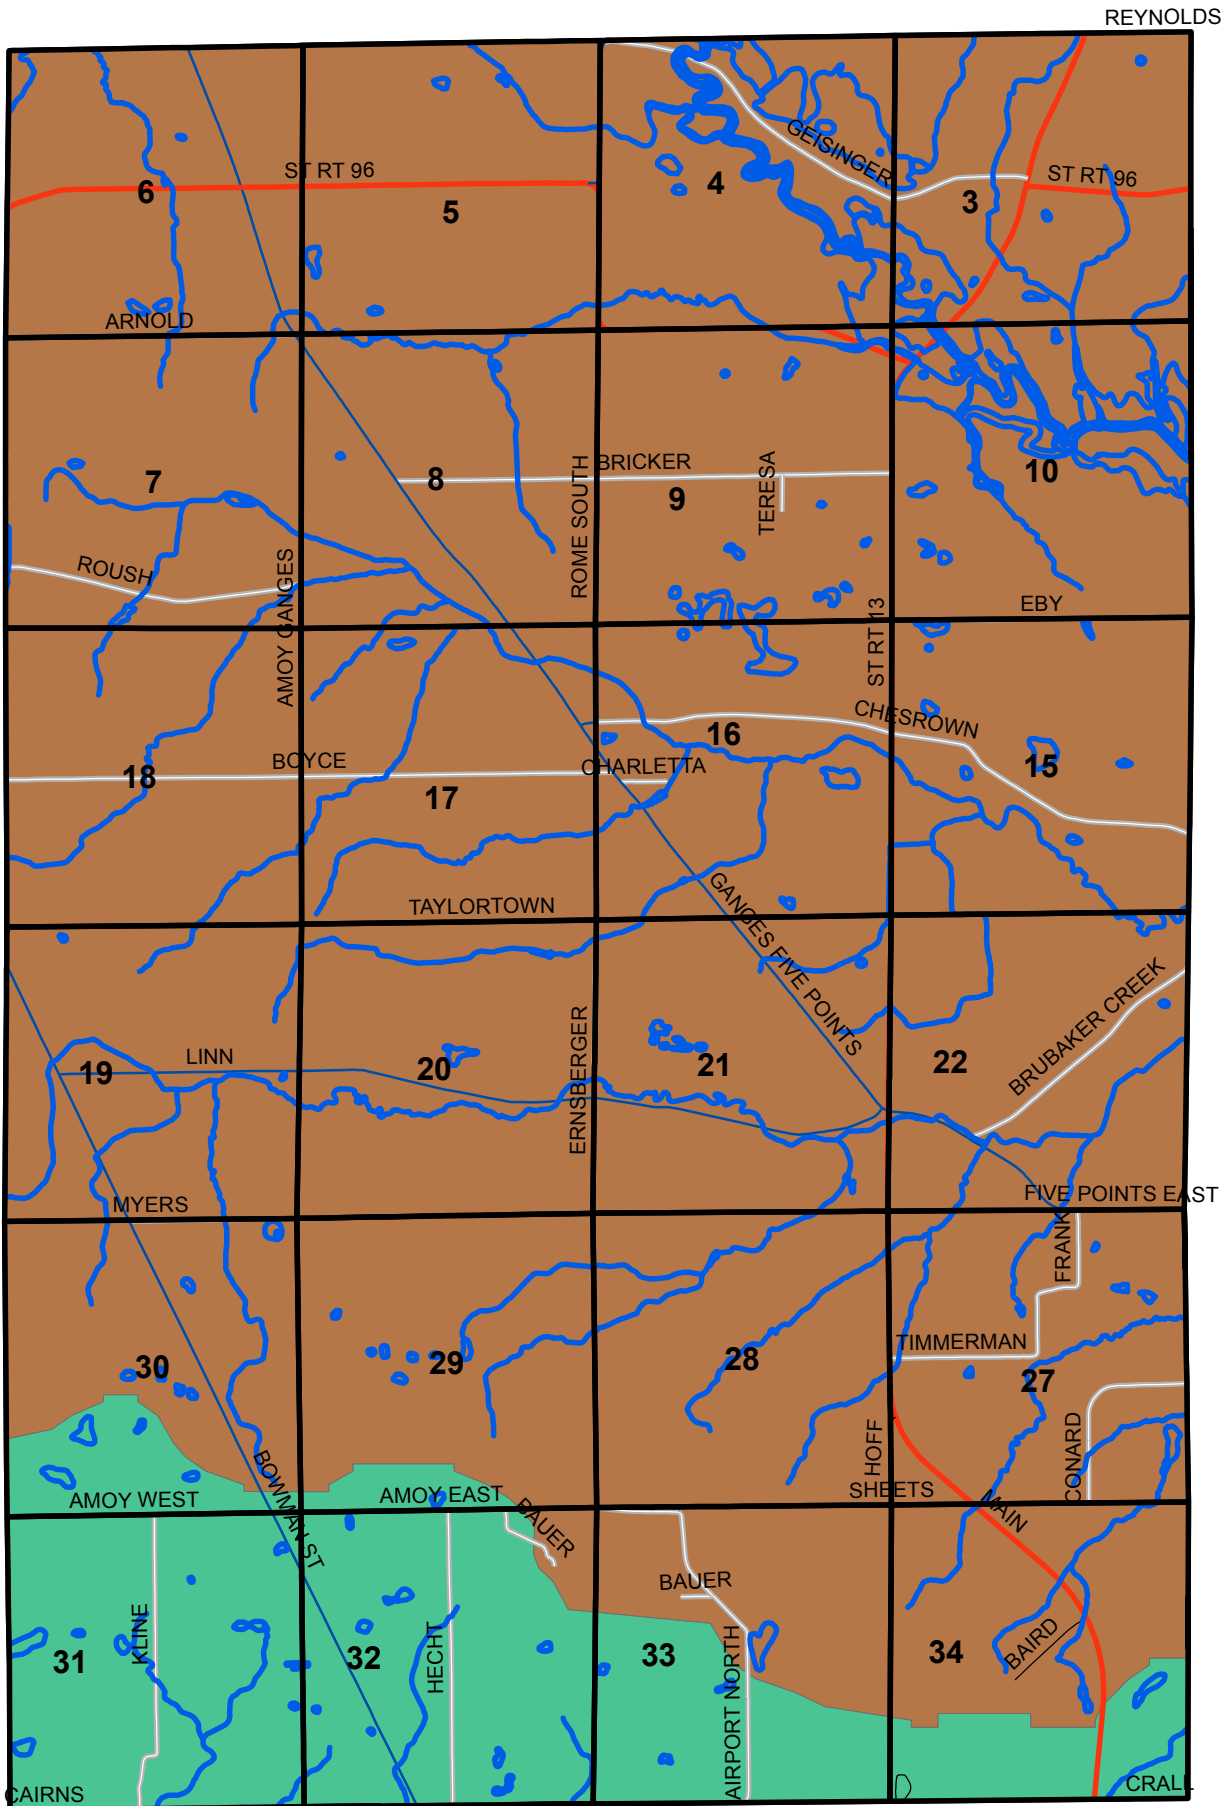 REYNOLDS
GEISINGER
ST RT 96
ST RT 96
6
5
4
3
ARNOLD
BRICKER
7
8
9
10
ROME SOUTH
TERESA
ROUSH
AMOY GANGES
EBY
ST RT 13
CHESROWN
16
15
BOYCE
CHARLETTA
18
17
TAYLORTOWN
GANGES FIVE POINTS
BRUBAKER CREEK
ERNSBERGER
LINN
19
20
21
22
MYERS
FIVE POINTS EAST
FRANK
TIMMERMAN
30
29
28
27
HOFF
CONARD
BOWMAN ST
SHEETS
AMOY WEST
AMOY EAST
MAIN
BAUER
BAUER
KLINE
HECHT
BAIRD
31
32
33
34
AIRPORT NORTH
CAIRNS
CRALL